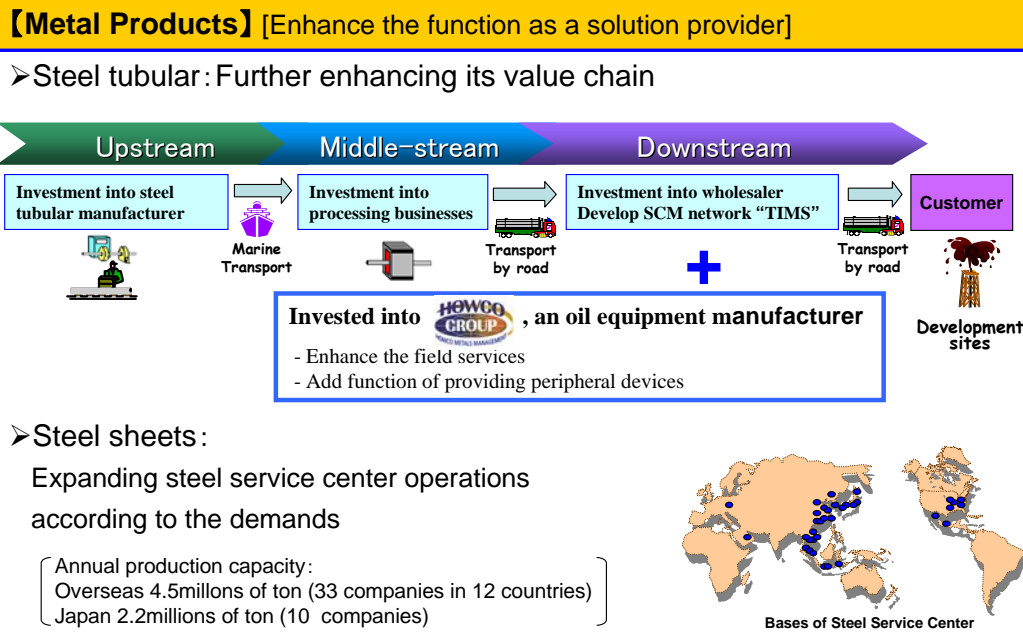 【Metal Products】 [Enhance the function as a solution provider]
➢Steel tubular:Further enhancing its value chain
Upstream
Middle-stream
Downstream
Investment into steel
tubular manufacturer
Marine
Transport
Investment into
processing businesses
Transport
by road
Investment into wholesaler
Develop SCM network “TIMS”
Transport
by road
Customer
Development
sites
+
Invested into HOWCO GROUP HOWCO METALS MANAGEMENT , an oil equipment manufacturer
- Enhance the field services
- Add function of providing peripheral devices
➢Steel sheets:
Expanding steel service center operations
according to the demands
Annual production capacity:
Overseas 4.5millons of ton (33 companies in 12 countries)
Japan 2.2millions of ton (10 companies)
Bases of Steel Service Center